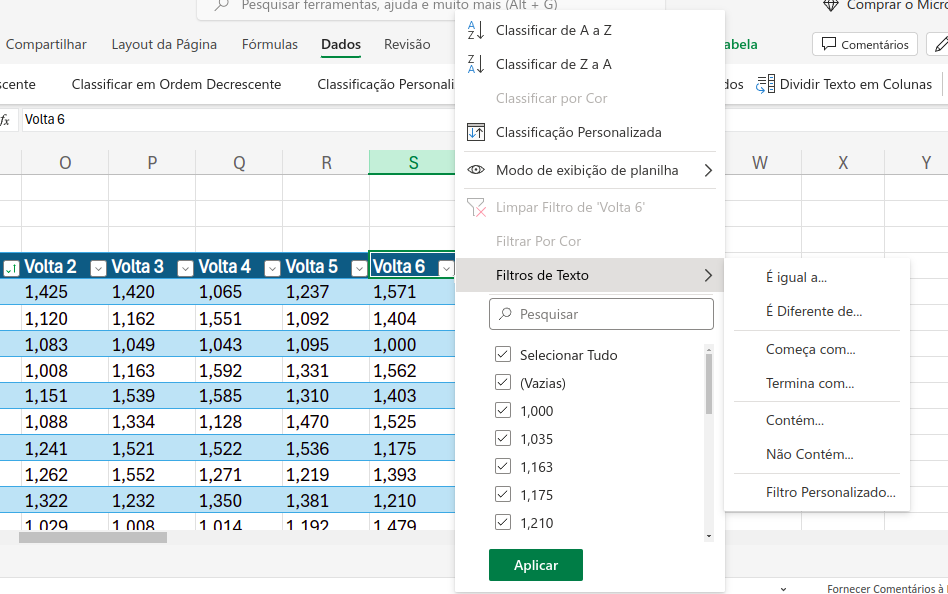 Pesquisar ferramentas, ajuda e muito mais (Alt + G)
Comprar o Micro
Compartilhar Layout da Página Fórmulas Dados Revisão
abela
Comentários
cente Classificar em Ordem Decrescente Classificação Personali
dos Dividir Texto em Colunas
fx Volta 6
O P Q R S W X Y
Volta 2 Volta 3 Volta 4 Volta 5 Volta 6
1,425 1,420 1,065 1,237 1,571
1,120 1,162 1,551 1,092 1,404
1,083 1,049 1,043 1,095 1,000
1,008 1,163 1,592 1,331 1,562
1,151 1,539 1,585 1,310 1,403
1,088 1,334 1,128 1,470 1,525
1,241 1,521 1,522 1,536 1,175
1,262 1,552 1,271 1,219 1,393
1,322 1,232 1,350 1,381 1,210
1,029 1,008 1,014 1,192 1,479
Classificar de A a Z
Classificar de Z a A
Classificar por Cor
Classificação Personalizada
Modo de exibição de planilha
Limpar Filtro de 'Volta 6'
Filtrar Por Cor
Filtros de Texto
Pesquisar
Selecionar Tudo
(Vazias)
1,000
1,035
1,163
1,175
1,210
Aplicar
É igual a...
É Diferente de...
Começa com...
Termina com...
Contém...
Não Contém...
Filtro Personalizado...
Fornecer Comentários à